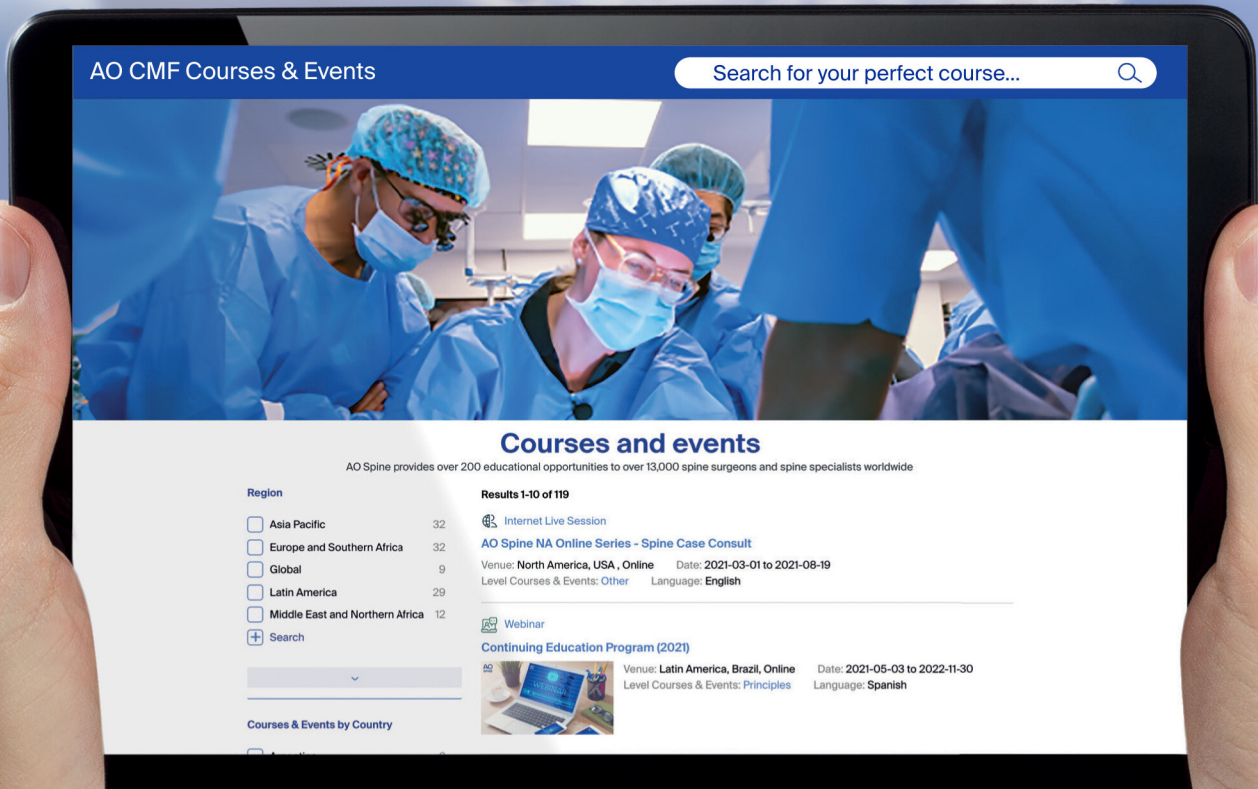 AO CMF Courses & Events
Search for your perfect course...
Courses and events
AO Spine provides over 200 educational opportunities to over 13,000 spine surgeons and spine specialists worldwide
Region
Asia Pacific 32
Europe and Southern Africa 32
Global 9
Latin America 29
Middle East and Northern Africa 12
Search
Courses & Events by Country
Results 1-10 of 119
Internet Live Session
AO Spine NA Online Series - Spine Case Consult
Venue: North America, USA , Online Date: 2021-03-01 to 2021-08-19
Level Courses & Events: Other Language: English
Webinar
Continuing Education Program (2021)
AO
WEBINAR
Venue: Latin America, Brazil, Online Date: 2021-05-03 to 2022-11-30
Level Courses & Events: Principles Language: Spanish